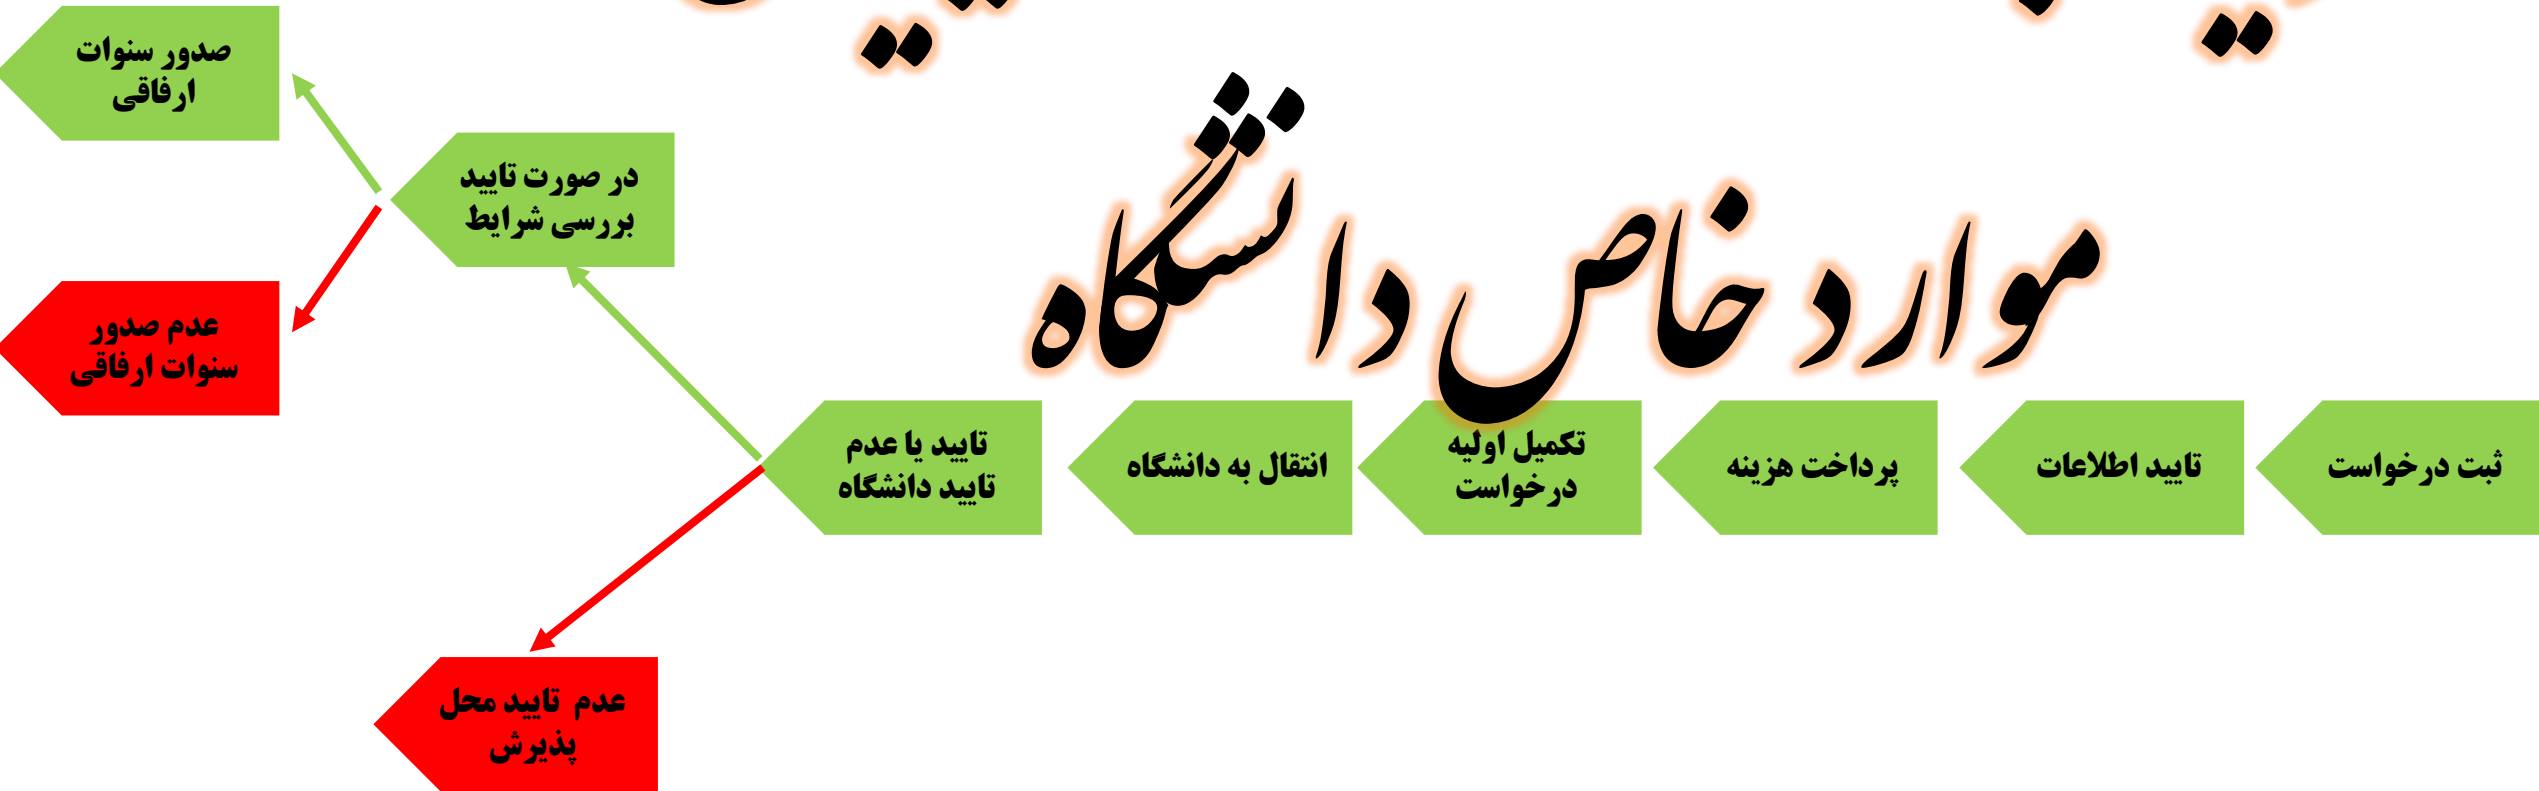 موارد خاص دانشگاه
ثبت درخواست
تایید اطلاعات
پرداخت هزینه
تکمیل اولیه
درخواست
انتقال به دانشگاه
تایید یا عدم
تایید دانشگاه
در صورت تایید
بررسی شرایط
صدور سنوات
ارفاقی
عدم صدور
سنوات ارفاقی
عدم تایید محل
پذیرش